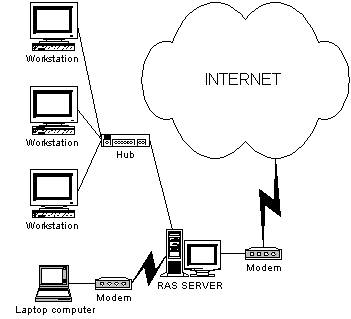 Workstation
INTERNET
Workstation
Hub
Workstation
Modem
RAS SERVER
Modem
Laptop computer